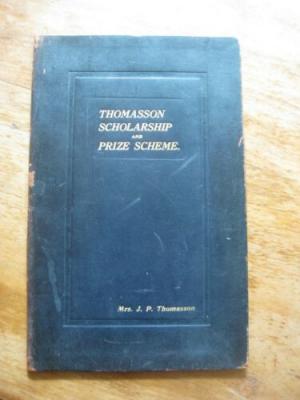 THOMASSON
SCHOLARSHIP
AND
PRIZE SCHEME.
Mrs. J. P. Thomasson